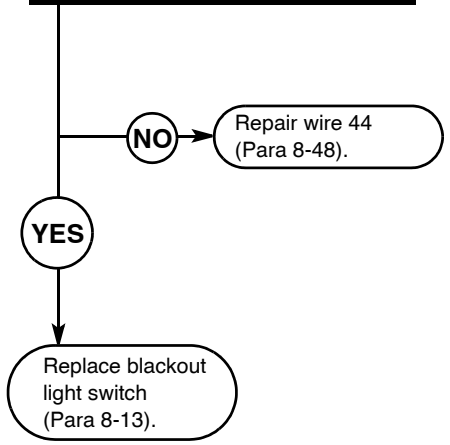 NO
Repair wire 44
(Para 8-48).
YES
Replace blackout
light switch
(Para 8-13).